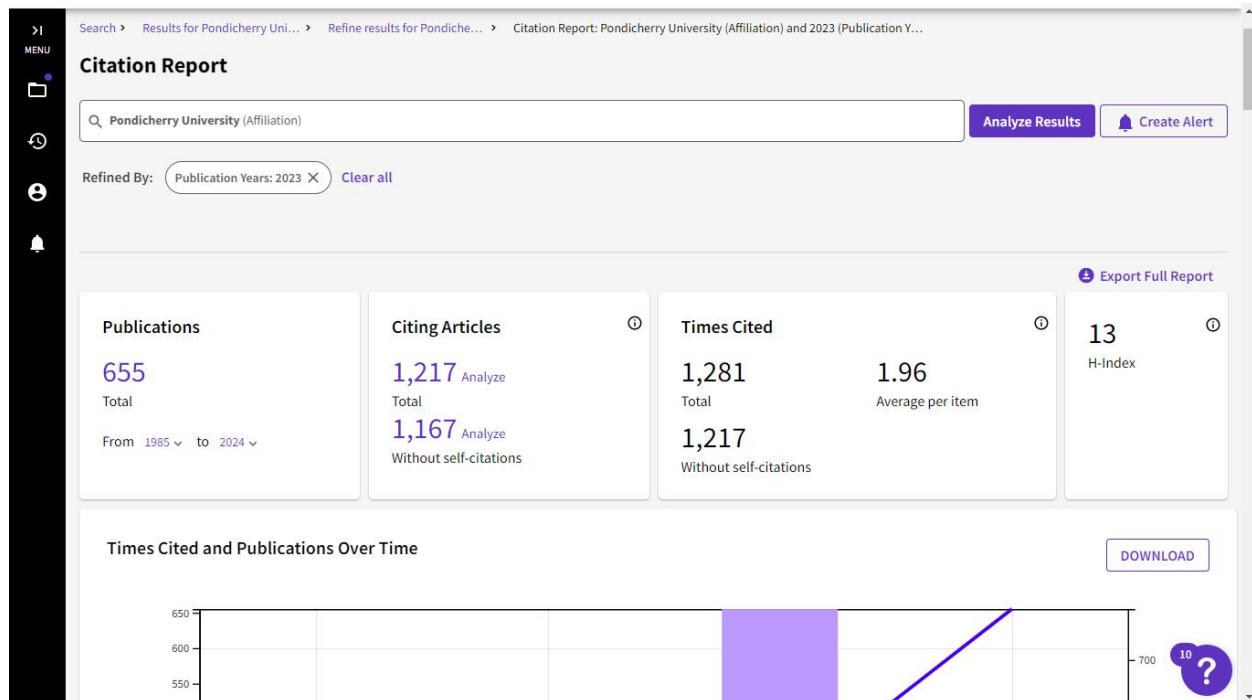 MENU
Search > Results for Pondicherry Uni... > Refine results for Pondiche... > Citation Report: Pondicherry University (Affiliation) and 2023 (Publication Y...
Citation Report
Pondicherry University (Affiliation)
Analyze Results
Create Alert
Refined By:
Publication Years: 2023
Clear all
Export Full Report
Publications
655
Total
From 1985 to 2024
Citing Articles
1,217 Analyze
Total
1,167 Analyze
Without self-citations
Times Cited
1,281
Total
1.96
Average per item
1,217
Without self-citations
13
H-Index
Times Cited and Publications Over Time
DOWNLOAD
650
600
550
700
10
?